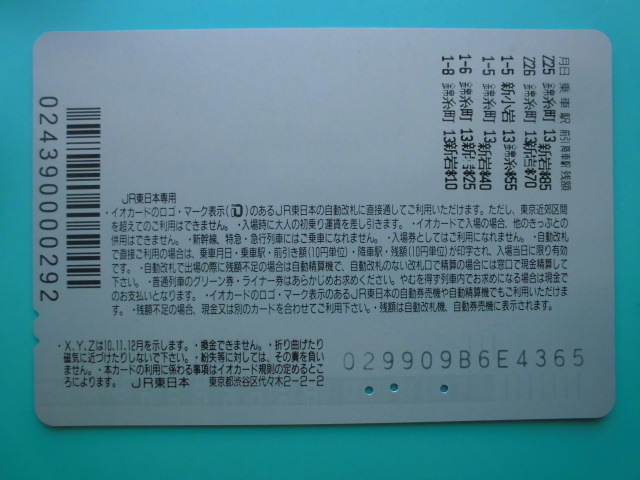 月日 乗車駅 前引 降車駅 残額
Z25 錦糸町 13 新岩*85
Z26 錦糸町 13 新岩*70
1-5 新小岩 13 錦糸*55
1-5 錦糸町 13 新岩*40
1-6 錦糸町 13 新岩*25
1-8 錦糸町 13 新岩*10
024390000292
JR東日本専用
・イオカードのロゴ・マーク表示(iO)のあるJR東日本の自動改札に直接通してご利用いただけます。ただし、東京近郊区間
を超えてのご利用はできません。・入場時に大人の初乗り運賃を差し引きます。・イオカードで入場の場合、他のきっぷとの
併用はできません。・新幹線、特急・急行列車にはご乗車になれません。・入場券としてはご利用になれません。・自動改札
で直接ご利用の場合は、乗車月日・乗車駅・前引き額(10円単位)・降車駅・残額(10円単位)が印字され、入場当日に限り有効
です。・自動改札で出場の際に残額不足の場合は自動精算機で、自動改札のない改札口で精算の場合には窓口で現金精算して
下さい。・普通列車のグリーン券・ライナー券はあらかじめお求めください。やむを得ず列車内でお求めになる場合は現金で
のお支払いとなります。・イオカードのロゴ・マーク表示のあるJR東日本の自動券売機や自動精算機でもご利用いただけま
す。・残額不足の場合、現金又は別のカードを合わせてご利用下さい。・残額は自動改札機、自動券売機に表示されます。
・X,Y,Zは10,11,12月を示します。・換金できません。・折り曲げたり
磁気に近づけたりしないで下さい。・紛失等に対しては、その責を負い
ません。・本カードの利用に係わる事項はイオカード規則の定めるとこ
ろによります。 JR東日本 東京都渋谷区代々木2-2-2
029909B6E4365